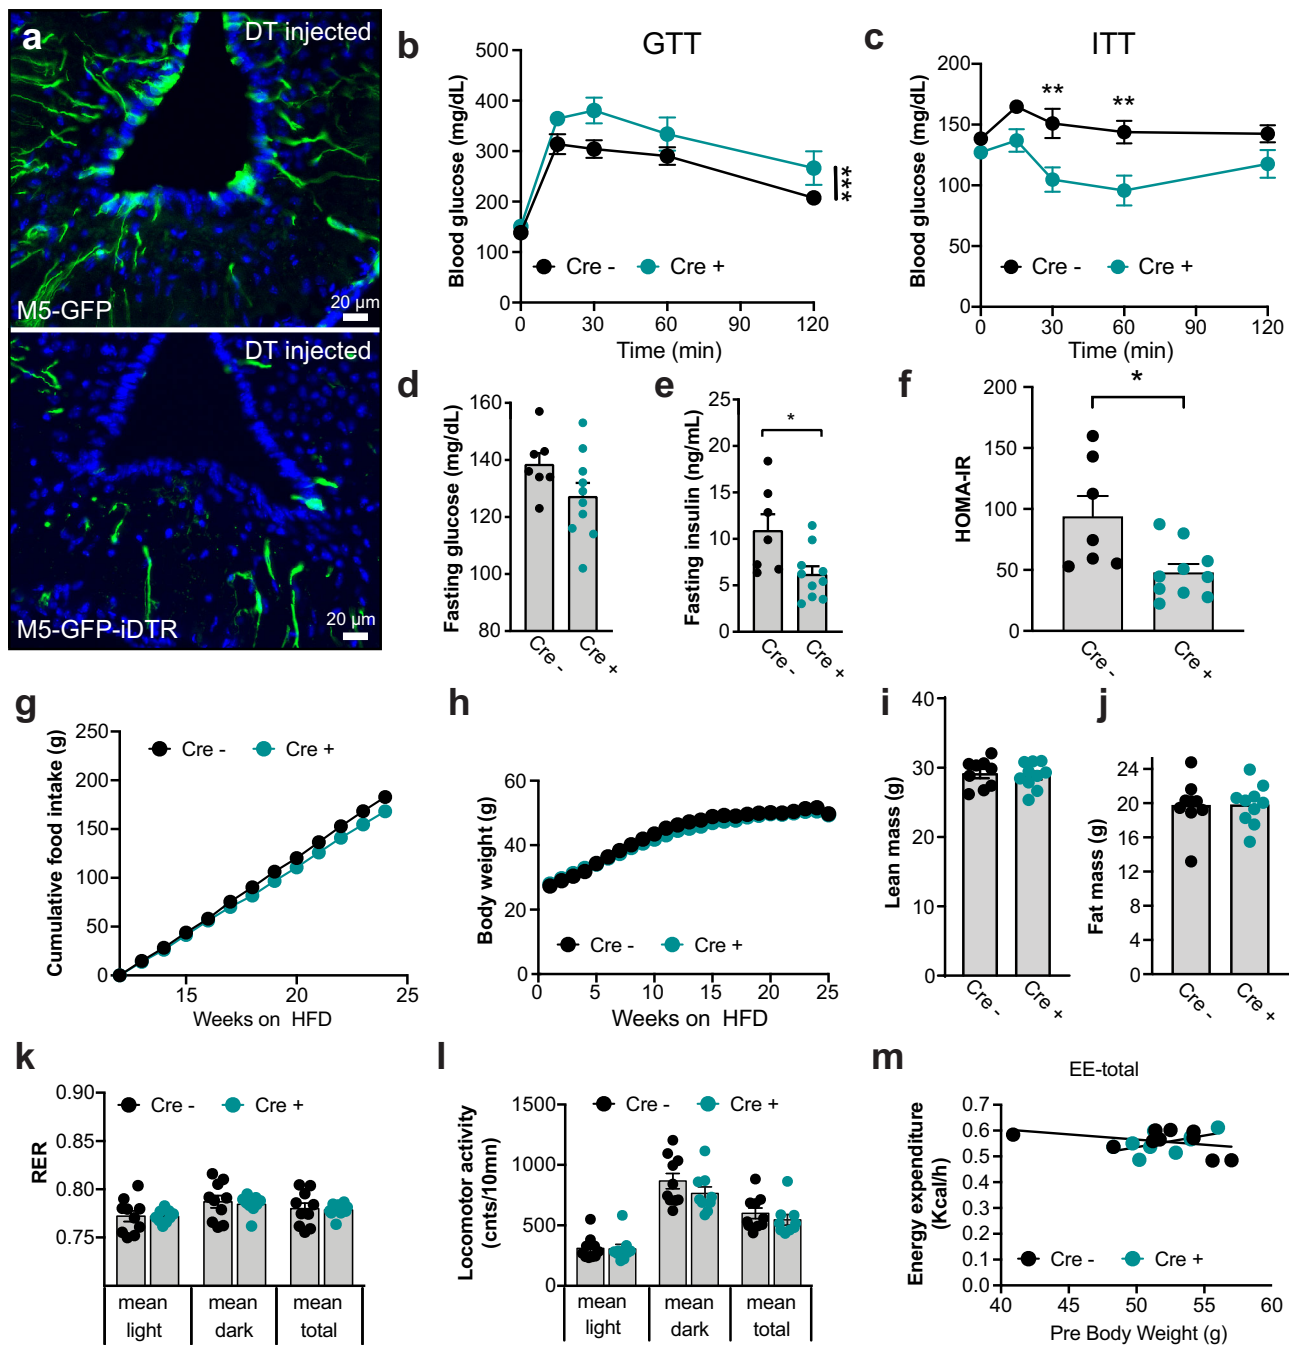 a
DT injected
M5-GFP
20 µm
DT injected
M5-GFP-iDTR
20 µm
b
GTT
Blood glucose (mg/dL)
500
400
300
200
100
0
0 30 60 90 120
Time (min)
Cre - Cre +
***
c
ITT
Blood glucose (mg/dL)
200
150
100
50
0
0 30 60 90 120
Time (min)
** **
Cre - Cre +
d
Fasting glucose (mg/dL)
160
140
120
100
80
Cre - Cre +
e
Fasting insulin (ng/mL)
25
20
15
10
5
0
*
Cre - Cre +
f
HOMA-IR
200
150
100
50
0
*
Cre - Cre +
g
Cumulative food intake (g)
250
200
150
100
50
0
Cre - Cre +
15 20 25
Weeks on HFD
h
Body weight (g)
60
40
20
0
Cre - Cre +
0 5 10 15 20 25
Weeks on HFD
i
Lean mass (g)
40
30
20
10
0
Cre - Cre +
j
Fat mass (g)
24
20
16
12
8
4
0
Cre - Cre +
k
RER
0.90
0.85
0.80
0.75
Cre - Cre +
mean mean mean
light dark total
l
Locomotor activity
(cnts/10mn)
1500
1000
500
0
Cre - Cre +
mean mean mean
light dark total
m
EE-total
Energy expenditure
(Kcal/h)
0.7
0.6
0.5
0.4
0.3
0.2
0.1
0.0
Cre - Cre +
40 45 50 55 60
Pre Body Weight (g)